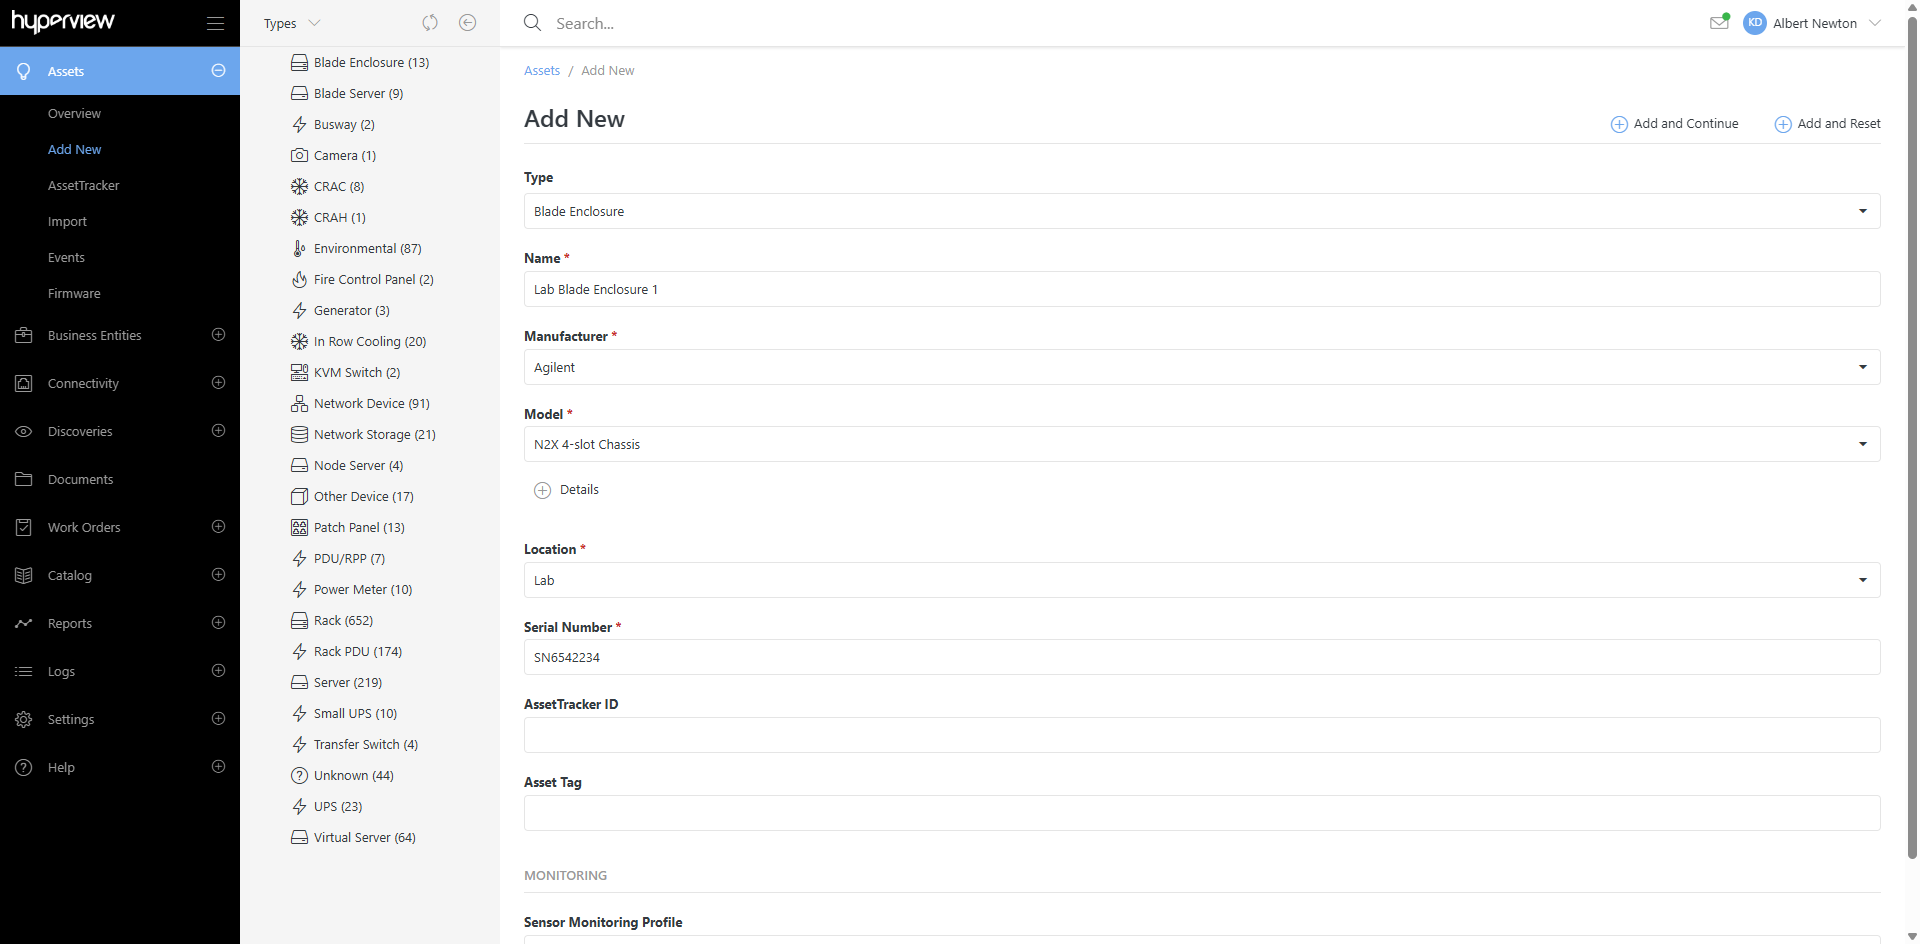 hyperview
Assets
Overview
Add New
AssetTracker
Import
Events
Firmware
Business Entities
Connectivity
Discoveries
Documents
Work Orders
Catalog
Reports
Logs
Settings
Help
Types
Blade Enclosure (13)
Blade Server (9)
Busway (2)
Camera (1)
CRAC (8)
CRAH (1)
Environmental (87)
Fire Control Panel (2)
Generator (3)
In Row Cooling (20)
KVM Switch (2)
Network Device (91)
Network Storage (21)
Node Server (4)
Other Device (17)
Patch Panel (13)
PDU/RPP (7)
Power Meter (10)
Rack (652)
Rack PDU (174)
Server (219)
Small UPS (10)
Transfer Switch (4)
Unknown (44)
UPS (23)
Virtual Server (64)
Search...
KD Albert Newton
Assets / Add New
Add New
Add and Continue
Add and Reset
Type
Blade Enclosure
Name *
Lab Blade Enclosure 1
Manufacturer *
Agilent
Model *
N2X 4-slot Chassis
Details
Location *
Lab
Serial Number *
SN6542234
AssetTracker ID
Asset Tag
MONITORING
Sensor Monitoring Profile